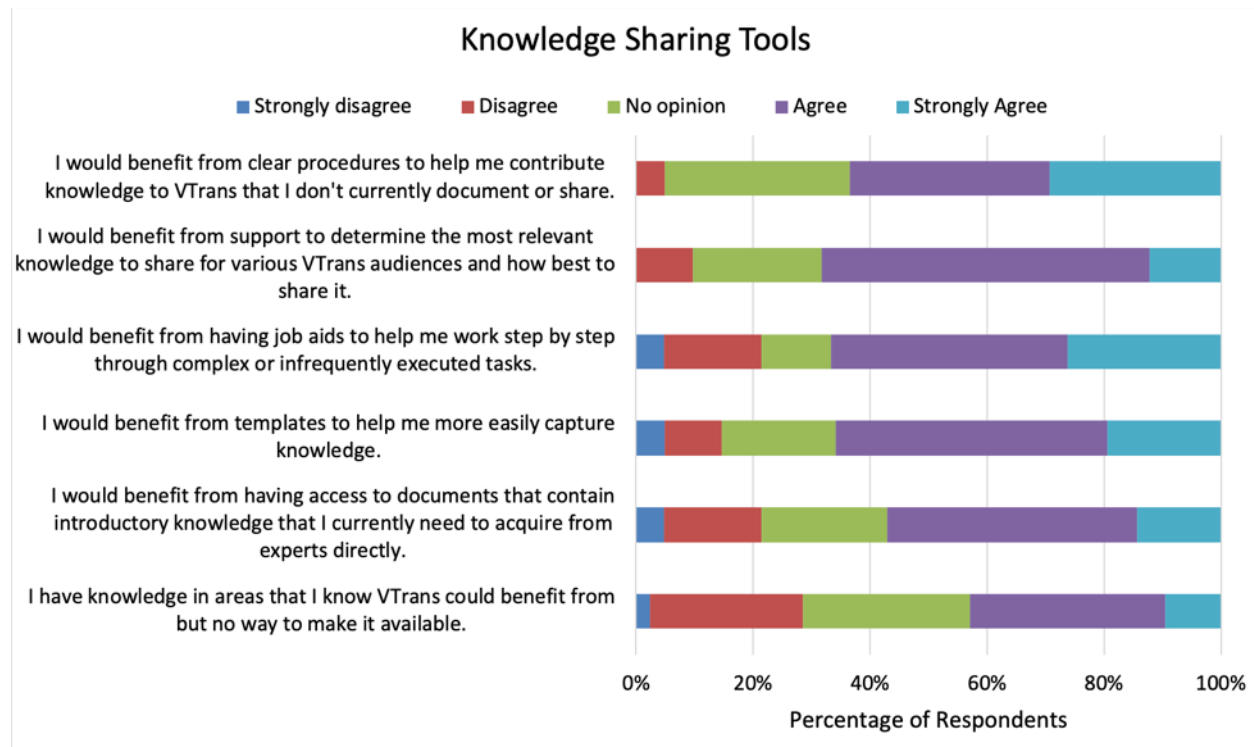 Knowledge Sharing Tools
Strongly disagree Disagree No opinion Agree Strongly Agree
I would benefit from clear procedures to help me contribute
knowledge to VTrans that I don't currently document or share.
I would benefit from support to determine the most relevant
knowledge to share for various VTrans audiences and how best to
share it.
I would benefit from having job aids to help me work step by step
through complex or infrequently executed tasks.
I would benefit from templates to help me more easily capture
knowledge.
I would benefit from having access to documents that contain
introductory knowledge that I currently need to acquire from
experts directly.
I have knowledge in areas that I know VTrans could benefit from
but no way to make it available.
0% 20% 40% 60% 80% 100%
Percentage of Respondents